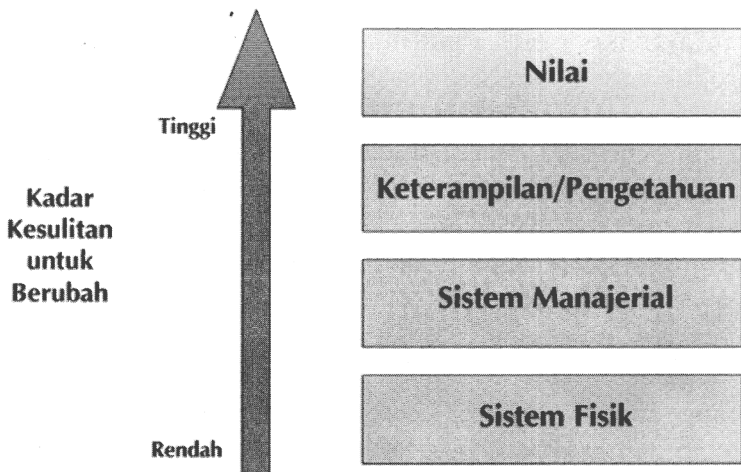 Nilai
Tinggi
Keterampilan/Pengetahuan
Kadar
Kesulitan
untuk
Berubah
Sistem Manajerial
Sistem Fisik
Rendah